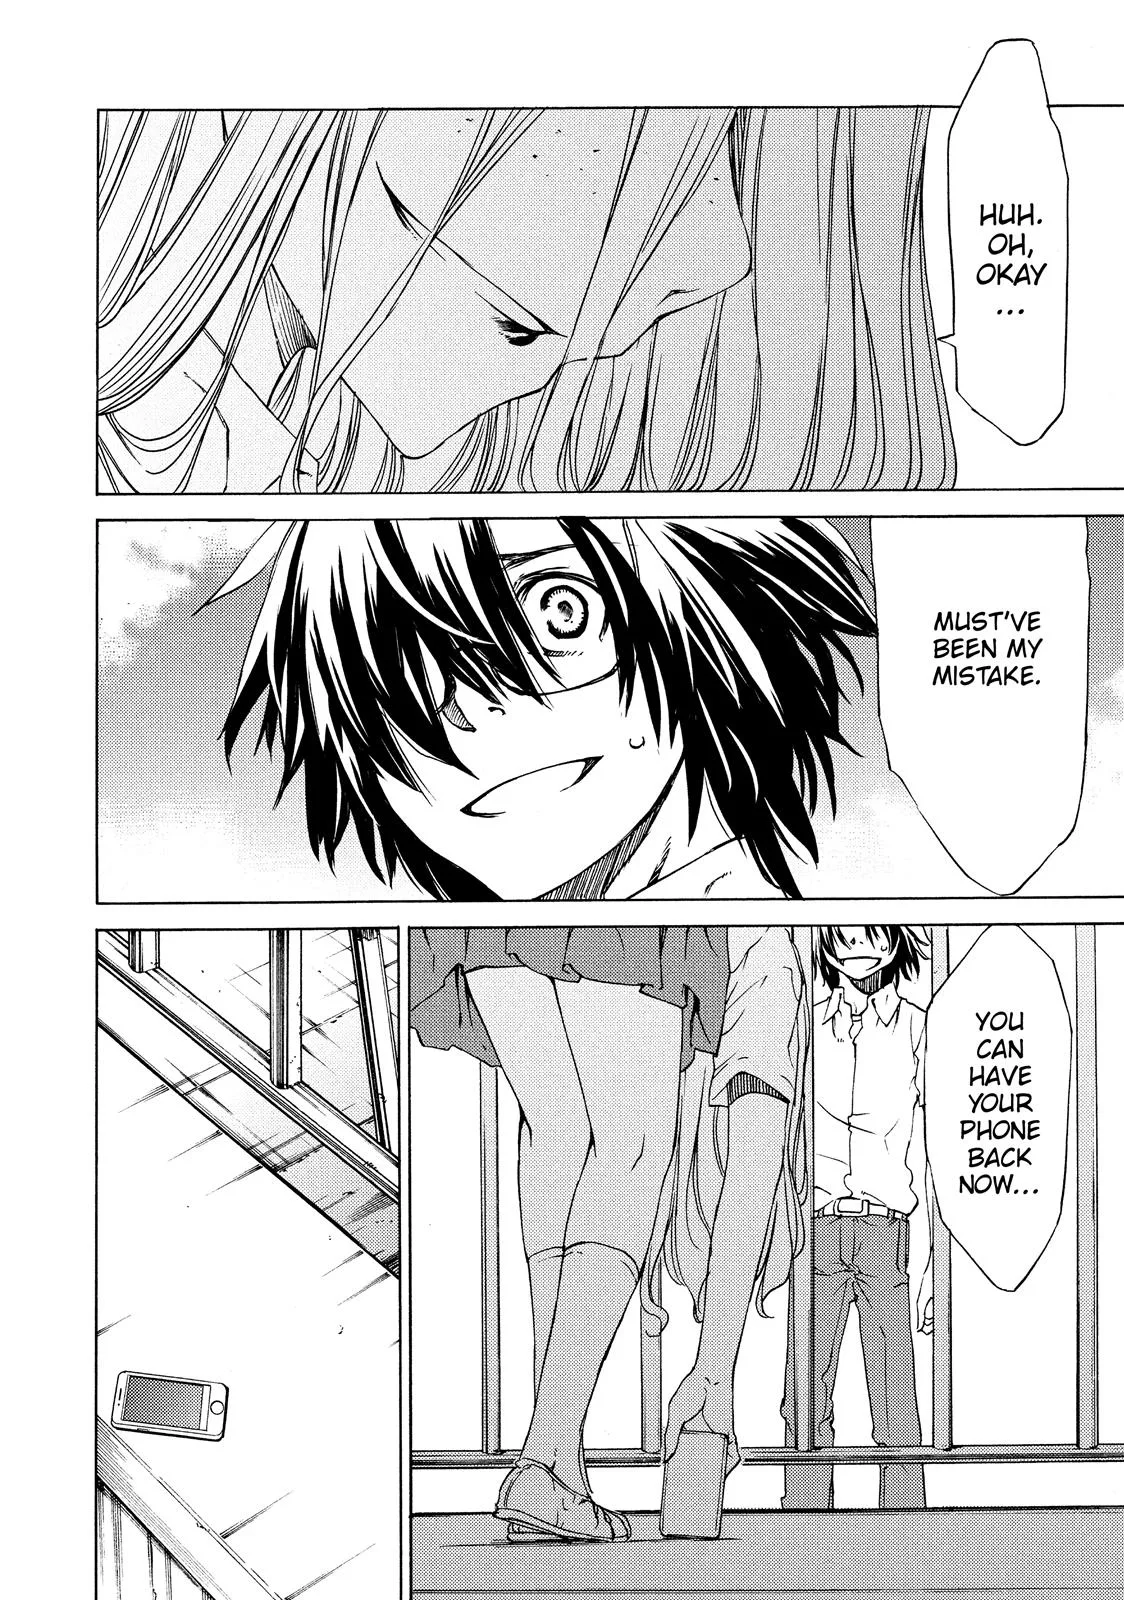 HUH.
OH,
OKAY
...
MUST'VE
BEEN MY
MISTAKE.
YOU
CAN
HAVE
YOUR
PHONE
BACK
NOW...